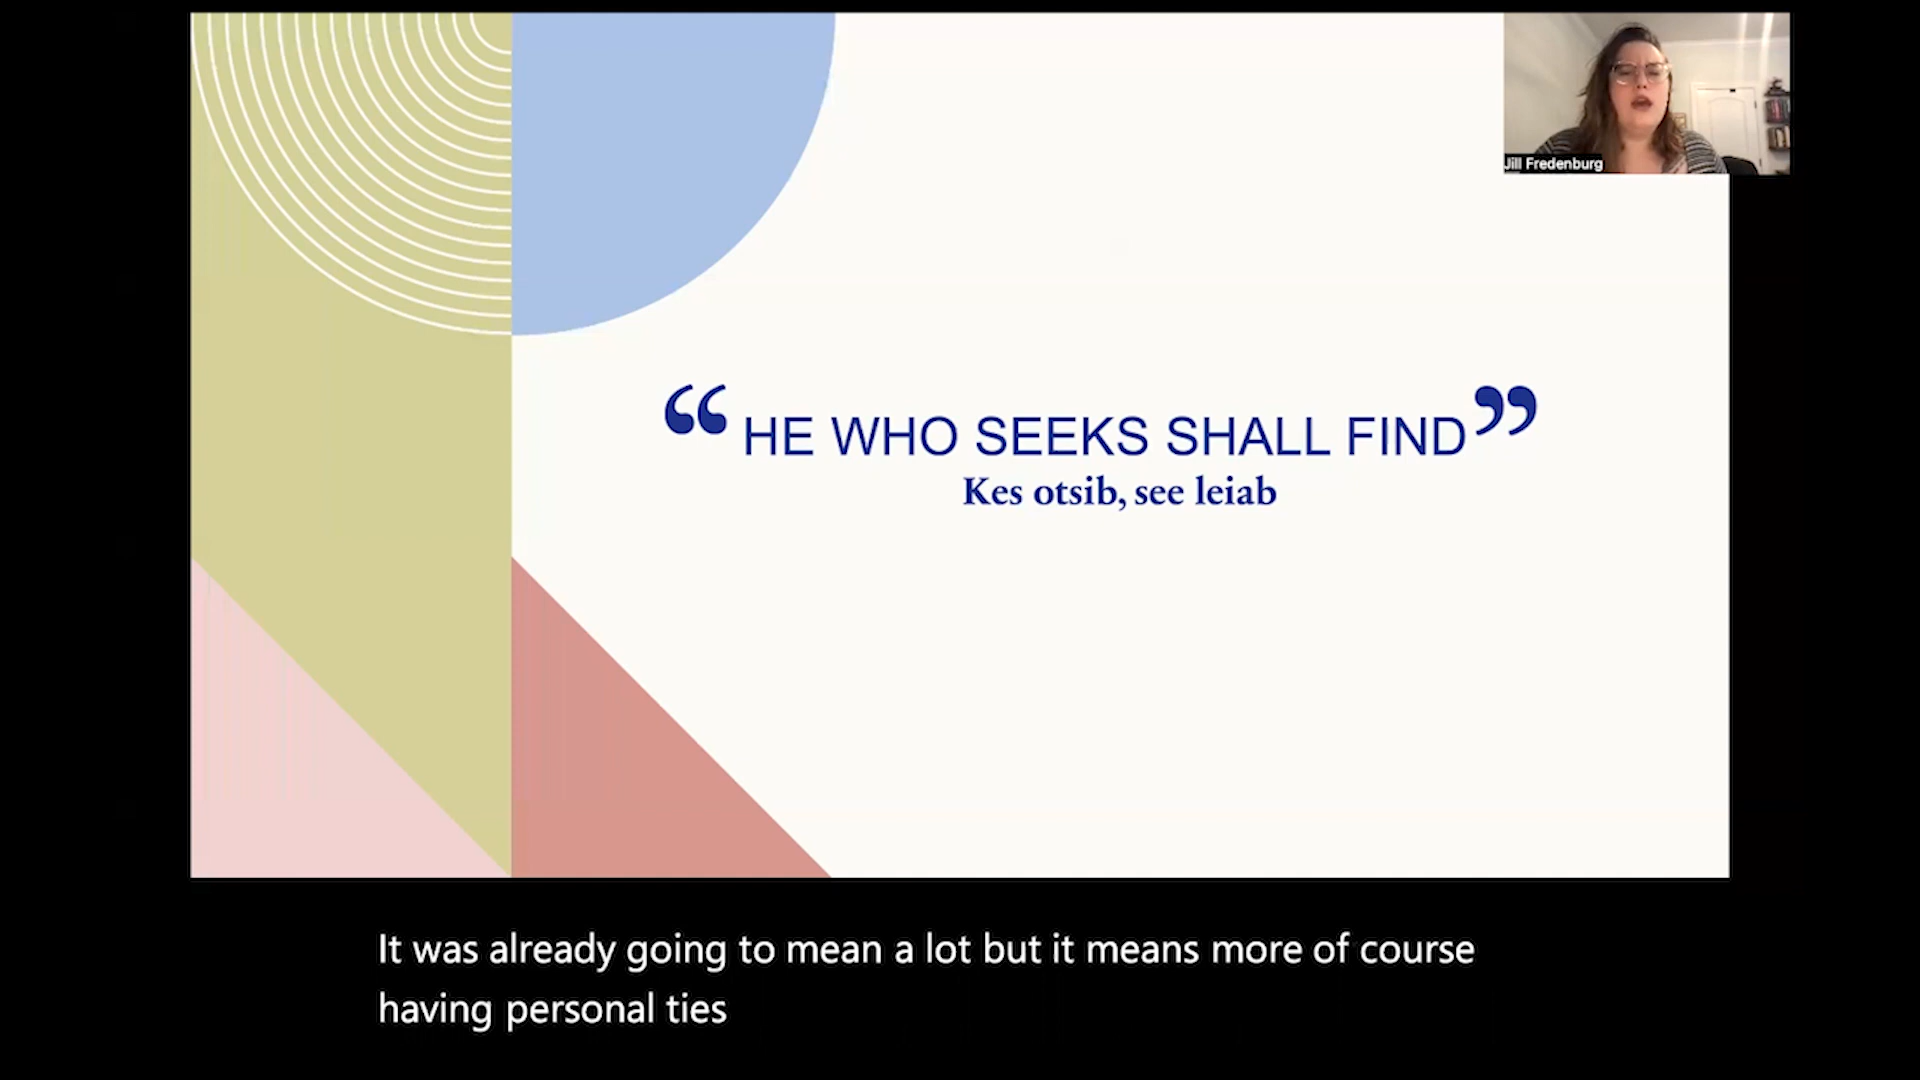 Jill Fredenburg
“HE WHO SEEKS SHALL FIND”
Kes otsib, see leiab
It was already going to mean a lot but it means more of course
having personal ties